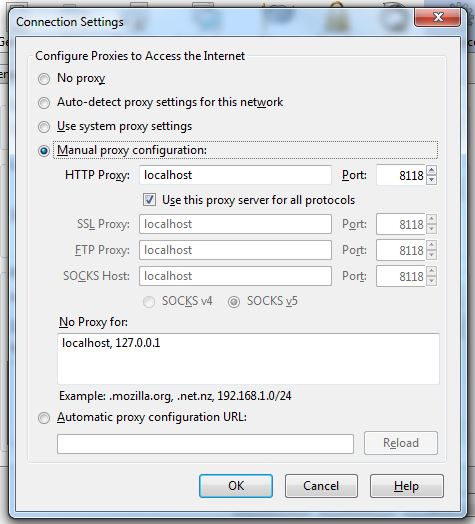 Connection Settings
Configure Proxies to Access the Internet
No proxy
Auto-detect proxy settings for this network
Use system proxy settings
Manual proxy configuration:
HTTP Proxy: localhost Port: 8118
Use this proxy server for all protocols
SSL Proxy: localhost Port: 8118
FTP Proxy: localhost Port: 8118
SOCKS Host: localhost Port: 8118
SOCKS v4 SOCKS v5
No Proxy for:
localhost, 127.0.0.1
Example: .mozilla.org, .net.nz, 192.168.1.0/24
Automatic proxy configuration URL:
Reload
OK Cancel Help